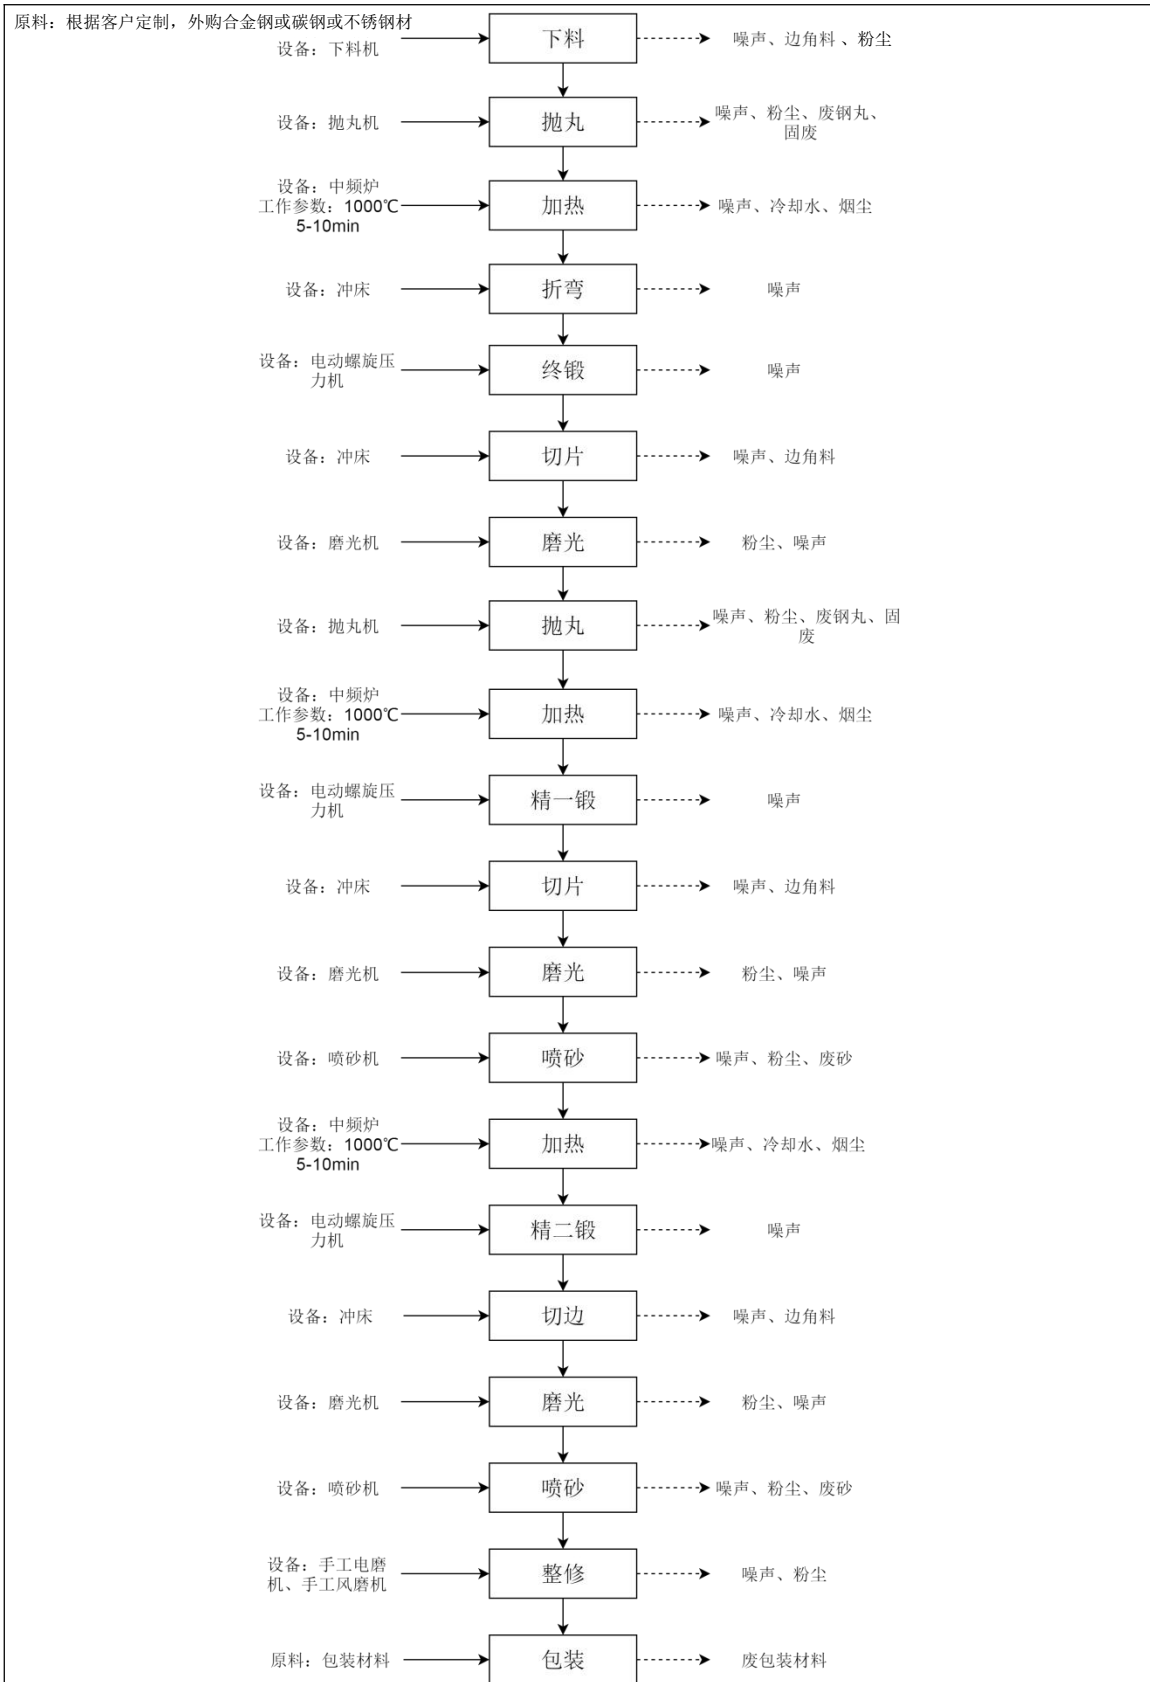 原料：根据客户定制，外购合金钢或碳钢或不锈钢材
设备：下料机
下料
噪声、边角料、粉尘
设备：抛丸机
抛丸
噪声、粉尘、废钢丸、
固废
设备：中频炉
工作参数：1000℃
5-10min
加热
噪声、冷却水、烟尘
设备：冲床
折弯
噪声
设备：电动螺旋压
力机
终锻
噪声
设备：冲床
切片
噪声、边角料
设备：磨光机
磨光
粉尘、噪声
设备：抛丸机
抛丸
噪声、粉尘、废钢丸、固
废
设备：中频炉
工作参数：1000℃
5-10min
加热
噪声、冷却水、烟尘
设备：电动螺旋压
力机
精一锻
噪声
设备：冲床
切片
噪声、边角料
设备：磨光机
磨光
粉尘、噪声
设备：喷砂机
喷砂
噪声、粉尘、废砂
设备：中频炉
工作参数：1000℃
5-10min
加热
噪声、冷却水、烟尘
设备：电动螺旋压
力机
精二锻
噪声
设备：冲床
切边
噪声、边角料
设备：磨光机
磨光
粉尘、噪声
设备：喷砂机
喷砂
噪声、粉尘、废砂
设备：手工电磨
机、手工风磨机
整修
噪声、粉尘
原料：包装材料
包装
废包装材料